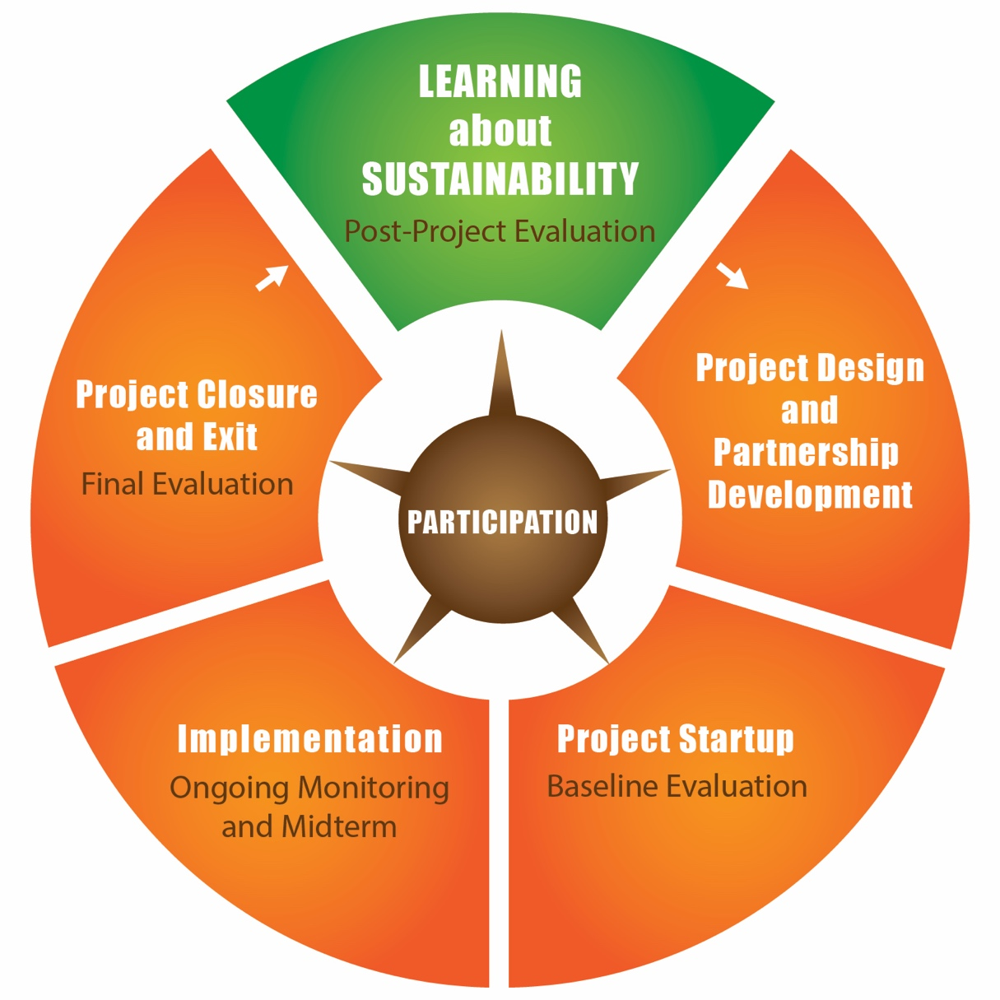 LEARNING
about
SUSTAINABILITY
Post-Project Evaluation
Project Design
and
Partnership
Development
Project Startup
Baseline Evaluation
Implementation
Ongoing Monitoring
and Midterm
Project Closure
and Exit
Final Evaluation
PARTICIPATION